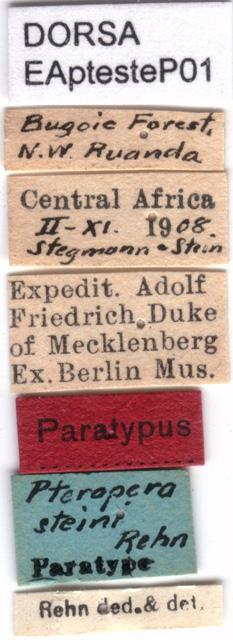 DORSA
EAptesteP01
Bugoie Forest,
N.W. Ruanda
Central Africa
II-XI. 1908.
Stegmann & Stein
Expedit. Adolf
Friedrich, Duke
of Mecklenberg
Ex. Berlin Mus.
Paratypus
Pteropera
steini
Rehn
Paratype
Rehn ded. & det.